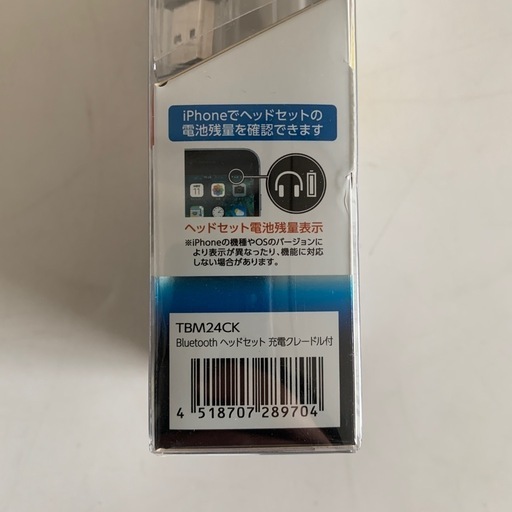 iPhoneでヘッドセットの
電池残量を確認できます
ヘッドセット電池残量表示
※iPhoneの機種やOSのバージョンに
より表示が異なったり、機能に対応
しない場合があります。
TBM24CK
Bluetooth ヘッドセット 充電クレードル付
4 518707 289704